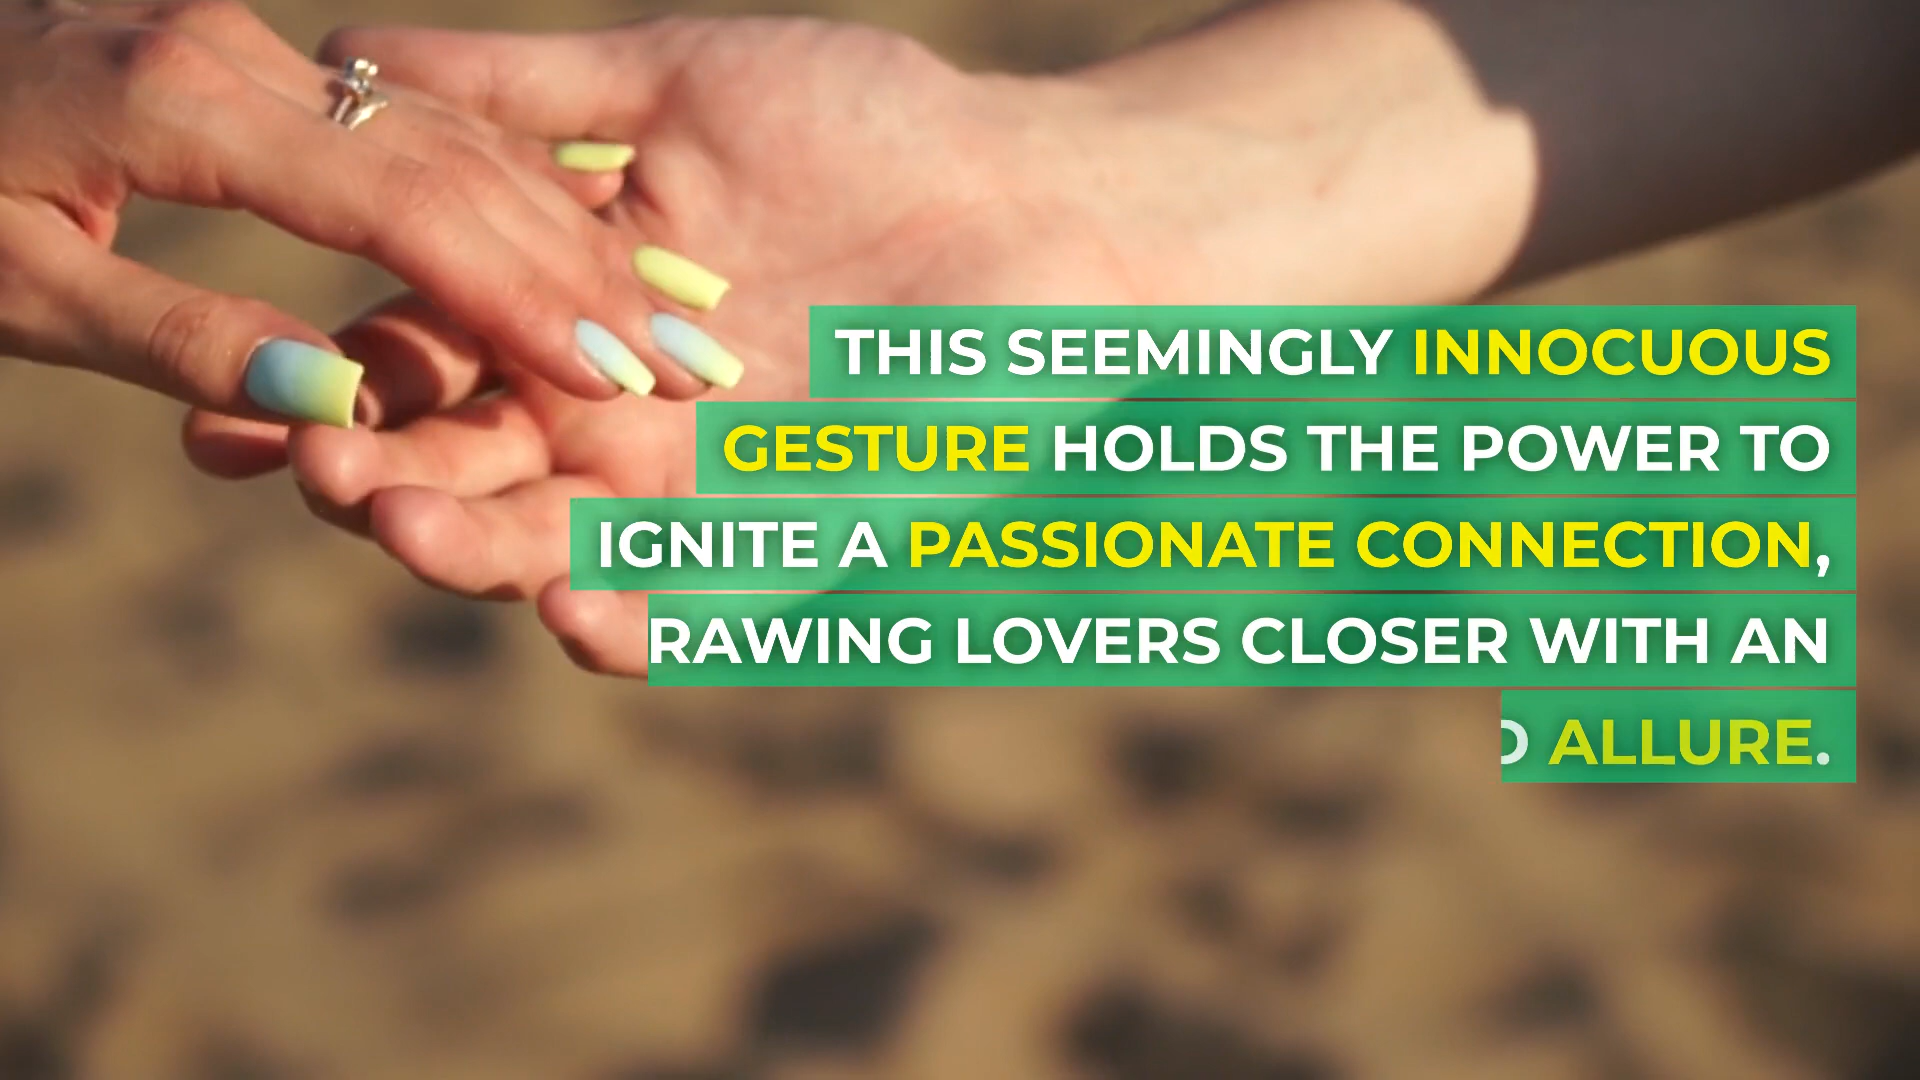 THIS SEEMINGLY INNOCUOUS
GESTURE HOLDS THE POWER TO
IGNITE A PASSIONATE CONNECTION,
RAWING LOVERS CLOSER WITH AN
ALLURE.